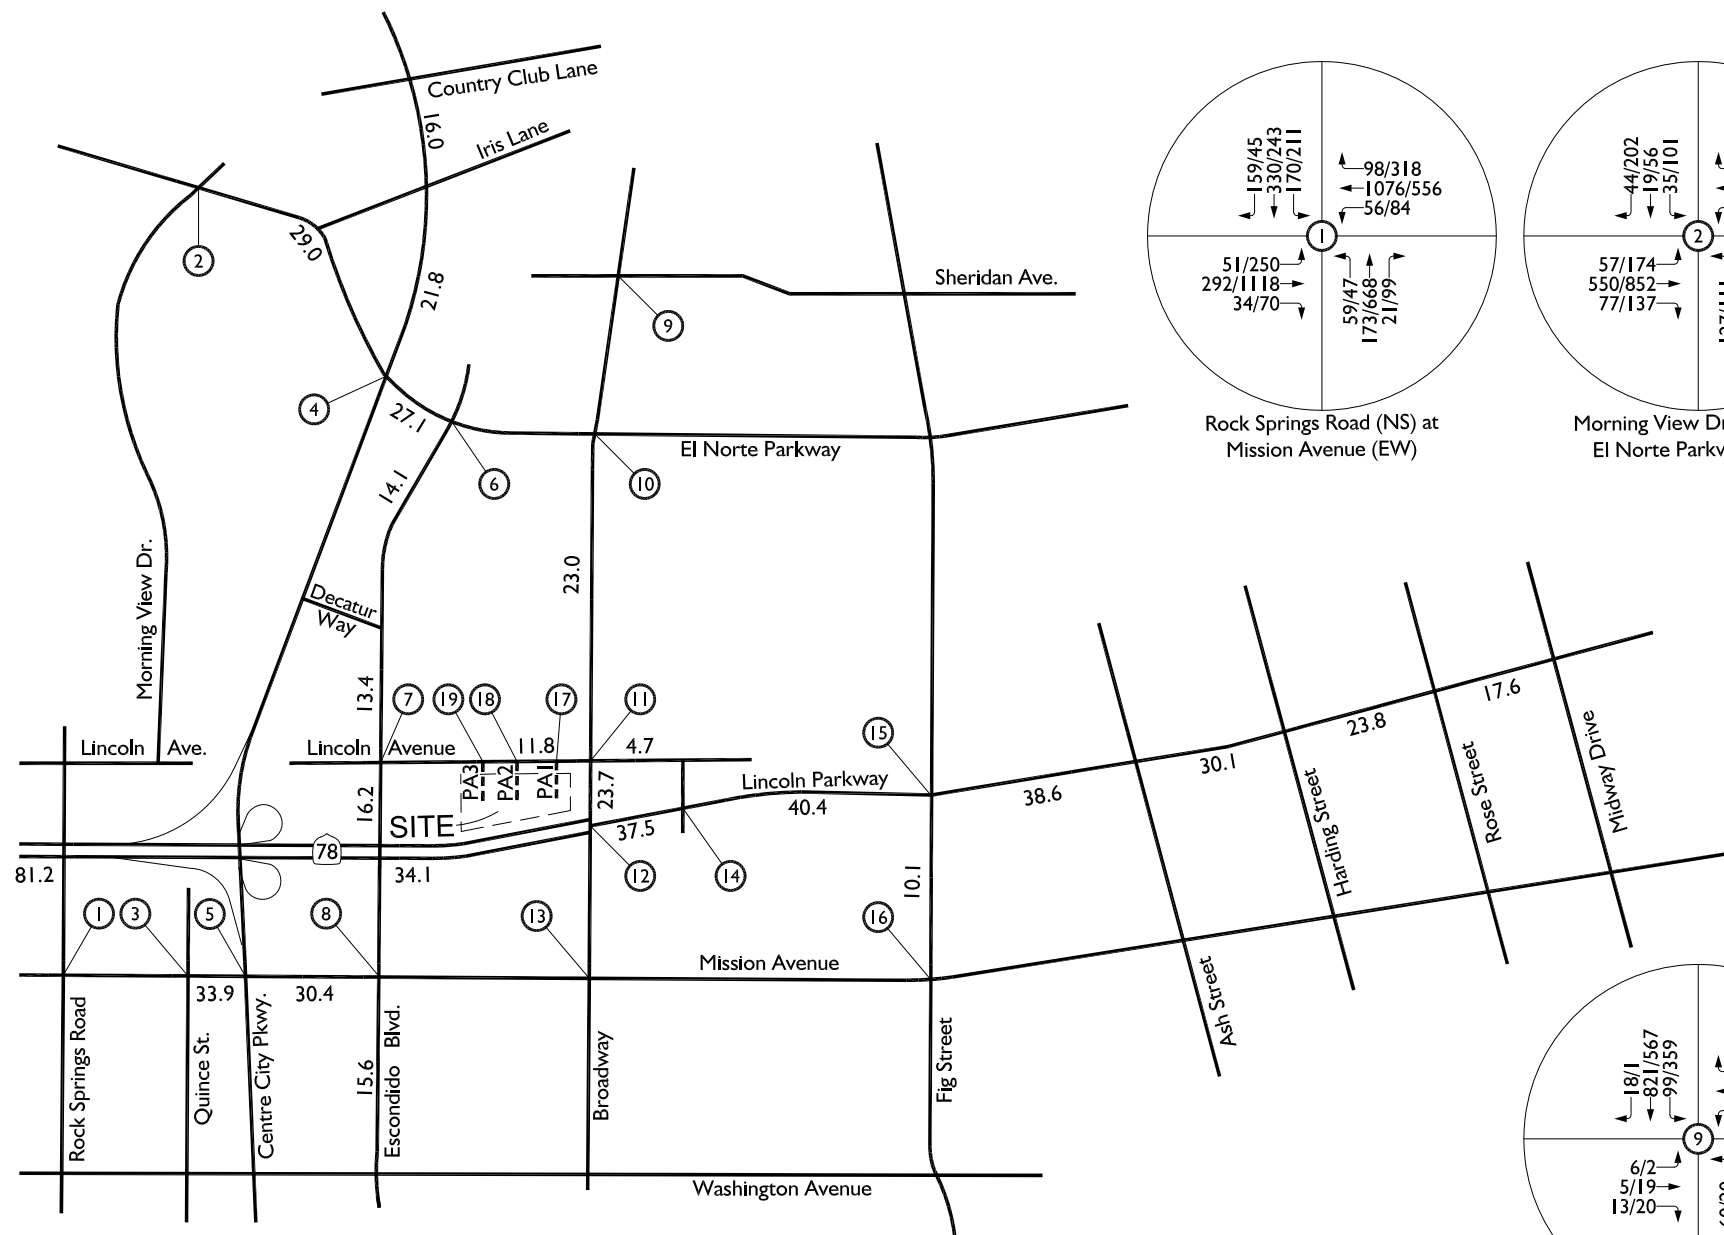 Country Club Lane
16.0
Iris Lane
29.0
2
21.8
Sheridan Ave.
9
4
27.1
El Norte Parkway
14.1
6
10
Morning View Dr.
Decatur
Way
23.0
13.4
7
19
18
17
11
15
Lincoln
Ave.
Lincoln
Avenue
11.8
4.7
PA3
PA2
PA1
16.2
23.7
Lincoln Parkway
40.4
38.6
30.1
23.8
17.6
SITE
37.5
78
81.2
34.1
12
14
10.1
1
3
5
8
13
16
Mission Avenue
33.9
30.4
Rock Springs Road
Quince St.
Centre City Pkwy.
15.6
Escondido
Blvd.
Broadway
Fig Street
Ash Street
Harding Street
Rose Street
Midway Drive
Washington Avenue
159/45
330/243
170/211
98/318
1076/556
56/84
1
51/250
292/1118
34/70
59/47
173/668
21/99
Rock Springs Road (NS) at
Mission Avenue (EW)
44/202
19/56
35/101
2
57/174
550/852
77/137
Morning View
El Norte
18/1
821/567
99/359
9
6/2
5/19
13/20